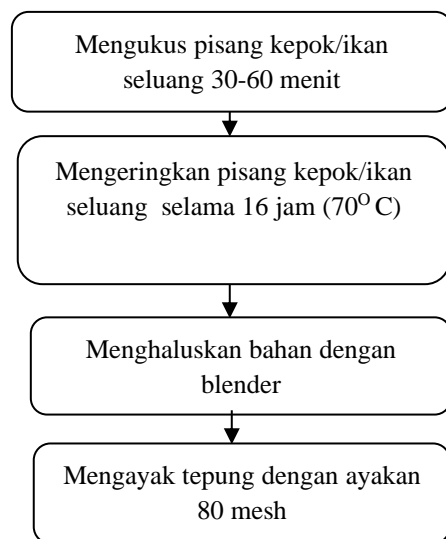 Mengukus pisang kepok/ikan
seluang 30-60 menit
Mengeringkan pisang kepok/ikan
seluang selama 16 jam (70ᴼ C)
Menghaluskan bahan dengan
blender
Mengayak tepung dengan ayakan
80 mesh